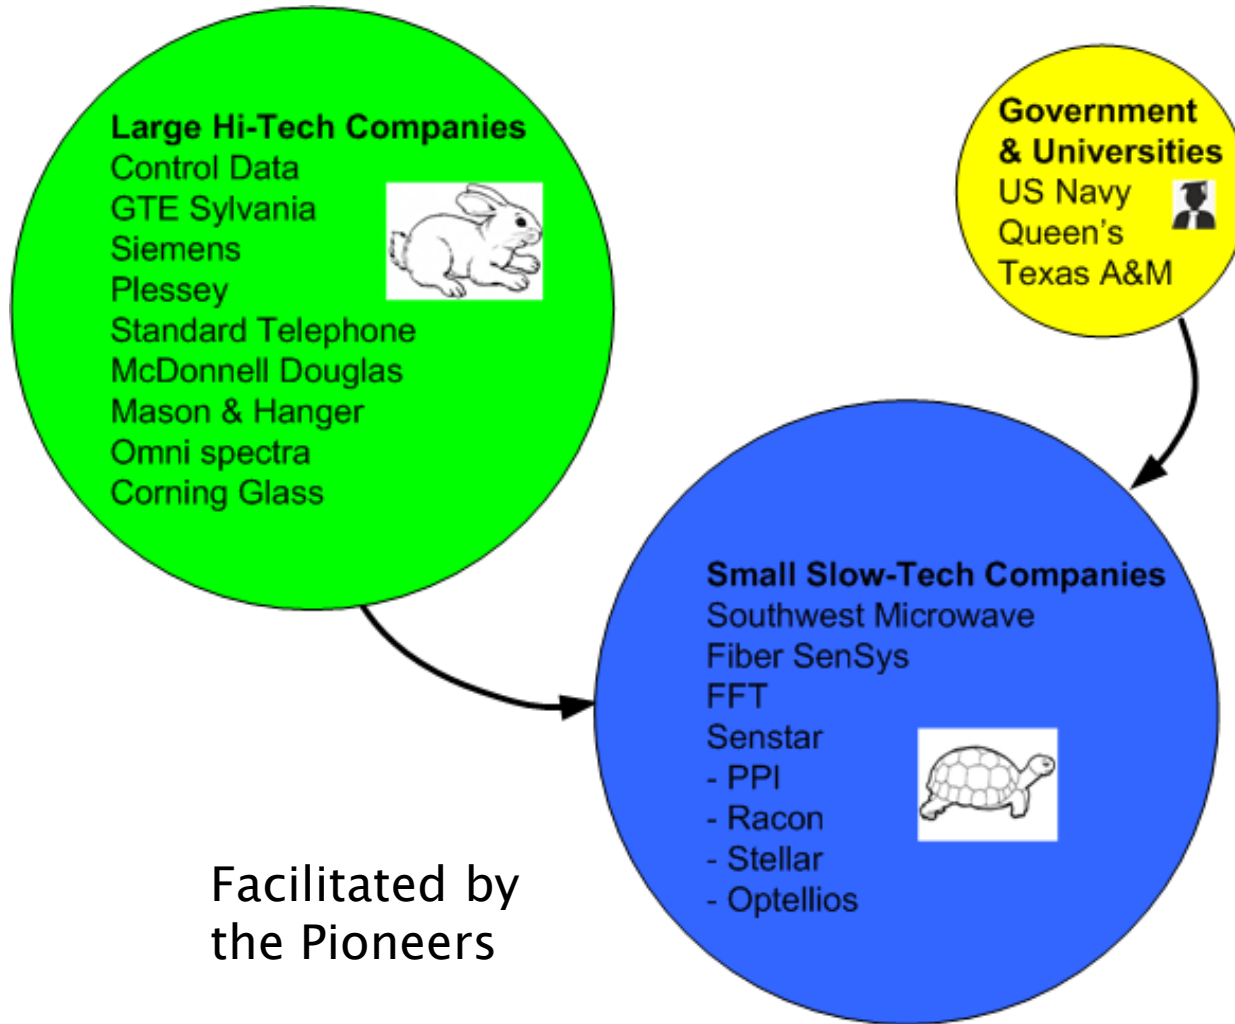 Large Hi-Tech Companies
Control Data
GTE Sylvania
Siemens
Plessey
Standard Telephone
McDonnell Douglas
Mason & Hanger
Omni spectra
Corning Glass
Government
& Universities
US Navy
Queen's
Texas A&M
Small Slow-Tech Companies
Southwest Microwave
Fiber SenSys
FFT
Senstar
- PPI
- Racon
- Stellar
- Optellios
Facilitated by
the Pioneers